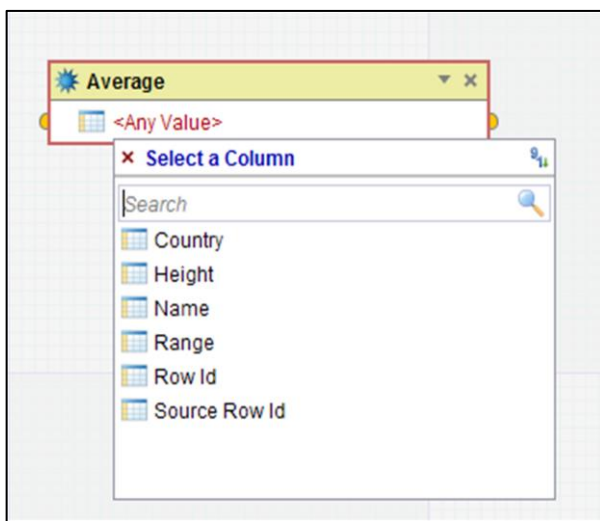 Average
<Any Value>
Select a Column
Search
Country
Height
Name
Range
Row Id
Source Row Id